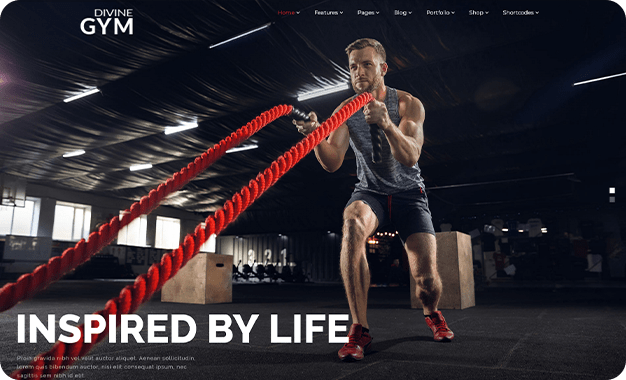 DIVINE
GYM
Home Features Pages Blog Portfolio Shop Shortcodes
INSPIRED BY LIFE
Proin gravida nibh vel velit auctor aliquet. Aenean sollicitudin,
lorem quis bibendum auctor, nisi elit consequat ipsum, nec
sagittis sem nibh id elit